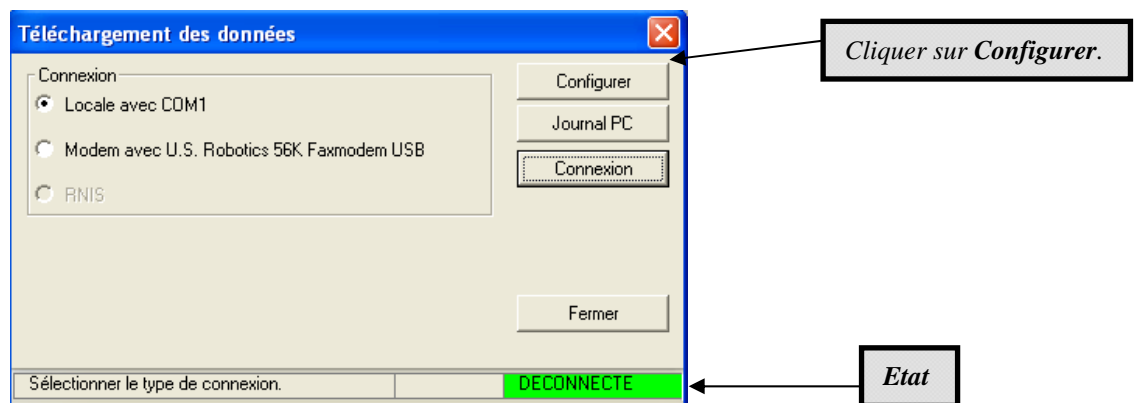 Téléchargement des données
Cliquer sur Configurer.
Connexion
Configurer
Locale avec COM1
Journal PC
Modem avec U.S. Robotics 56K Faxmodem USB
Connexion
RNIS
Fermer
Sélectionner le type de connexion.
DECONNECTE
Etat